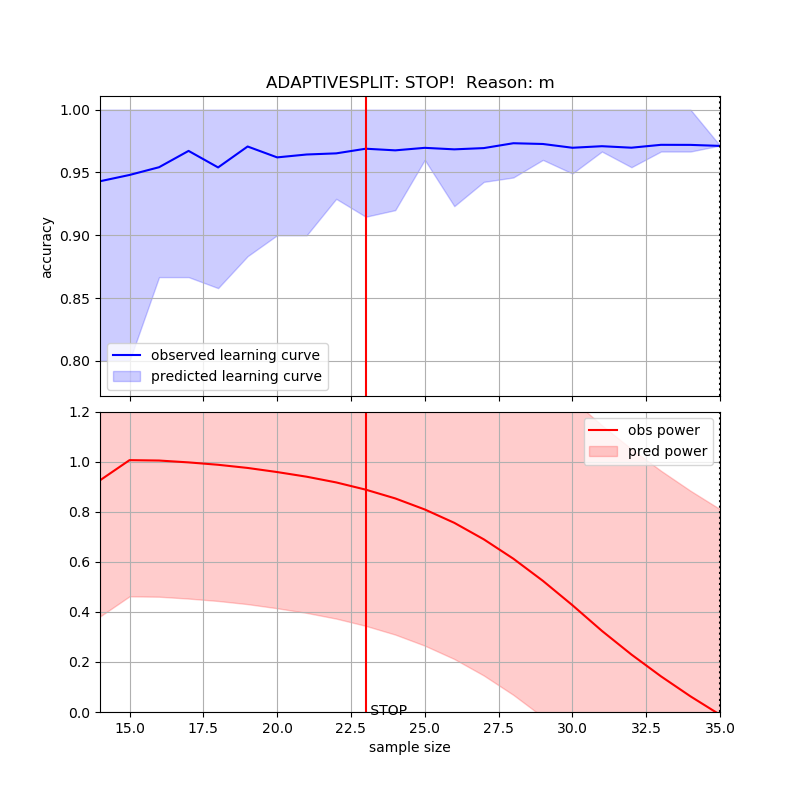 ADAPTIVESPLIT: STOP!  Reason: m
1.00
0.95
0.90
0.85
0.80
accuracy
observed learning curve
predicted learning curve
1.2
1.0
0.8
0.6
0.4
0.2
0.0
obs power
pred power
STOP
15.0 17.5 20.0 22.5 25.0 27.5 30.0 32.5 35.0
sample size